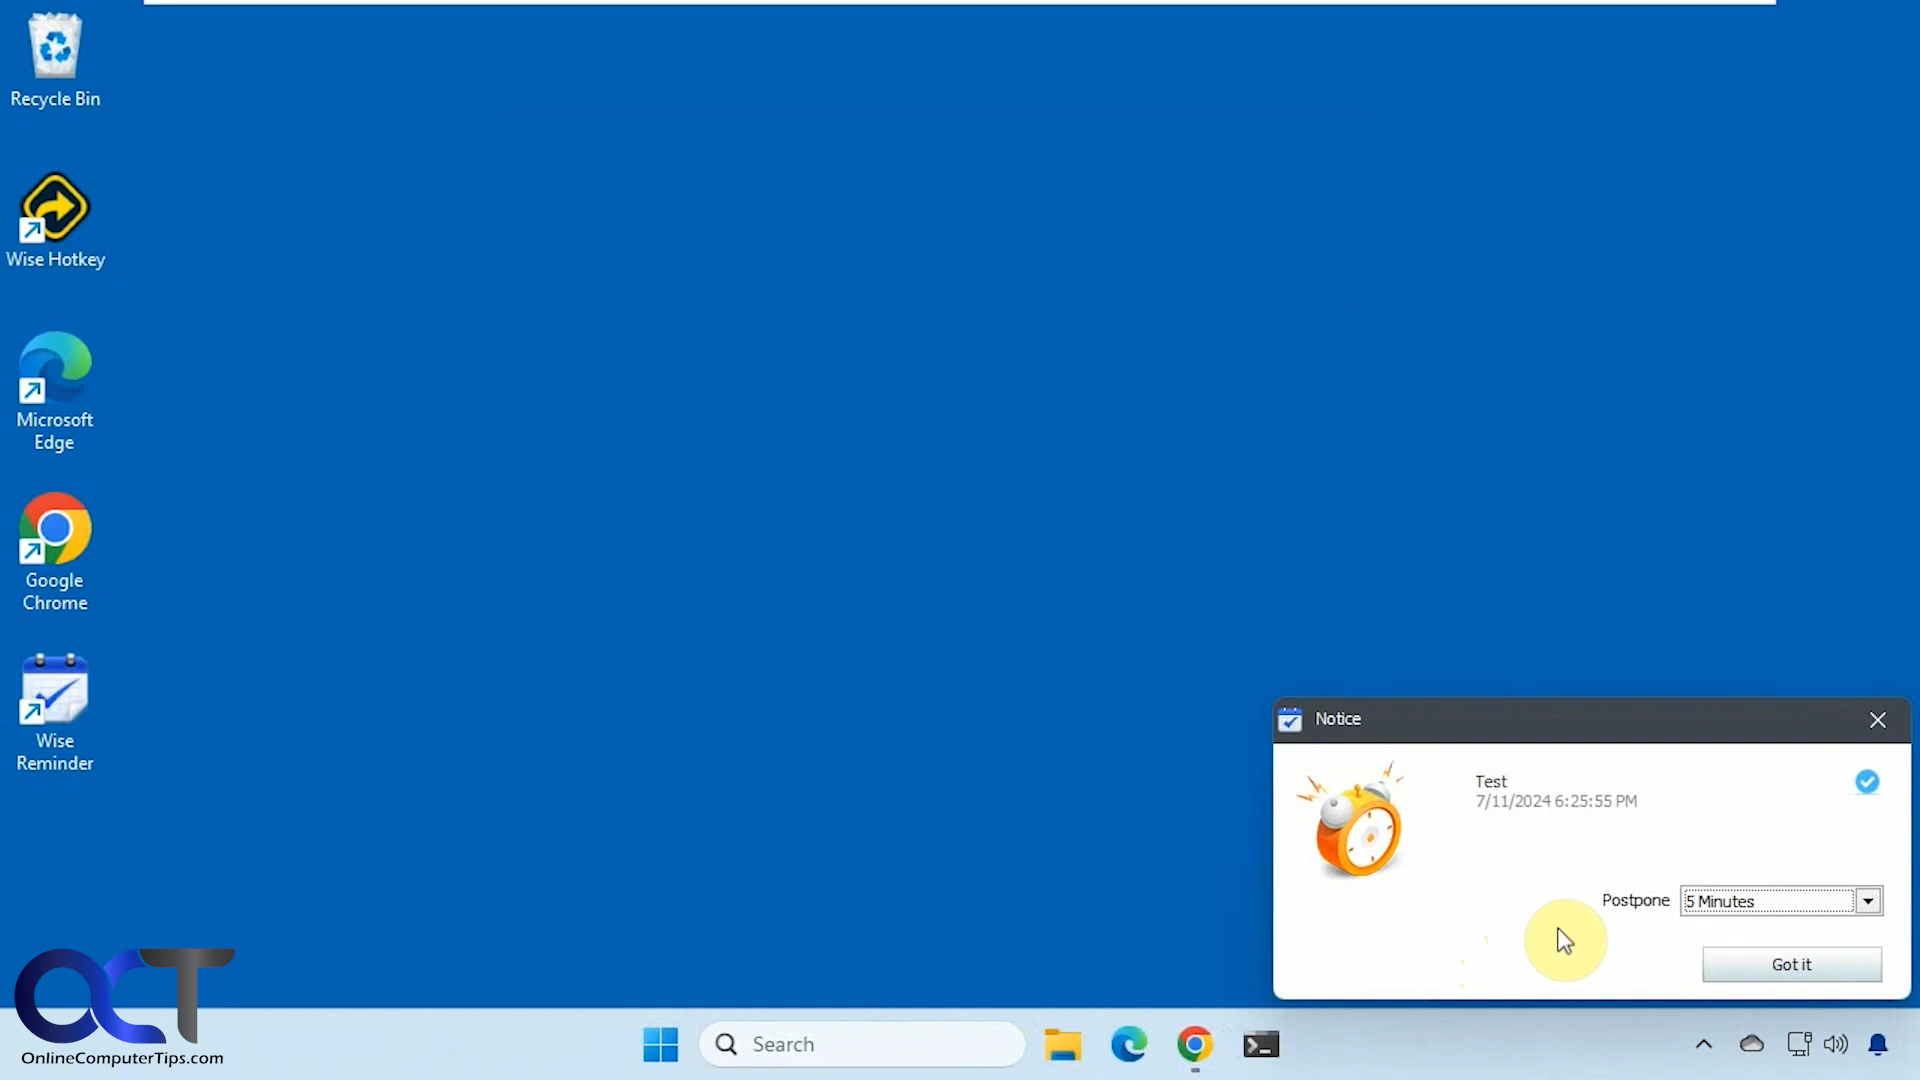 Recycle Bin
Wise Hotkey
Microsoft
Edge
Google
Chrome
Wise
Reminder
Notice
Test
7/11/2024 6:25:55 PM
Postpone
5 Minutes
Got it
OCT
OnlineComputerTips.com
Search